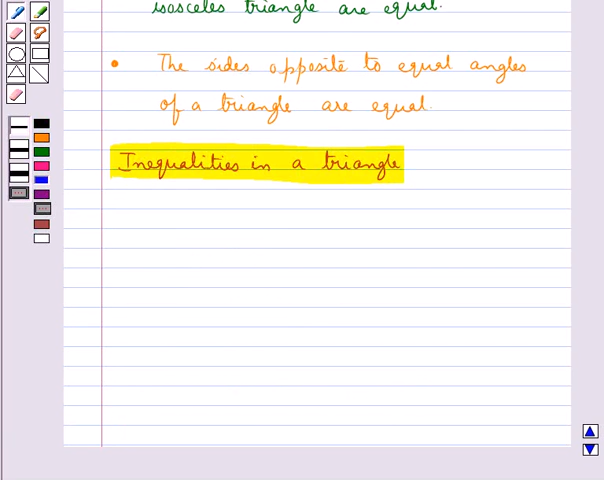 isosceles triangle are equal.
• The sides opposite to equal angles
of a triangle are equal.
Inequalities in a triangle